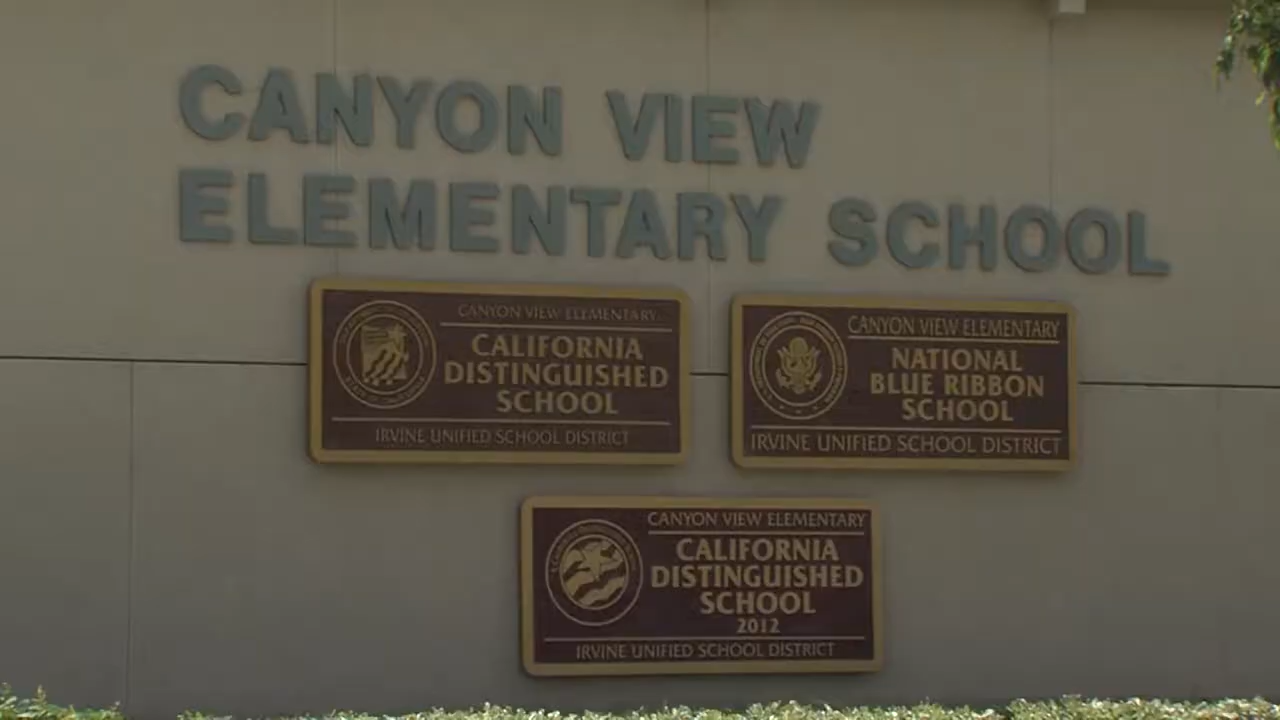 CANYON VIEW
ELEMENTARY SCHOOL
CANYON VIEW ELEMENTARY
CALIFORNIA
DISTINGUISHED
SCHOOL
IRVINE UNIFIED SCHOOL DISTRICT
CANYON VIEW ELEMENTARY
NATIONAL
BLUE RIBBON
SCHOOL
IRVINE UNIFIED SCHOOL DISTRICT
CANYON VIEW ELEMENTARY
CALIFORNIA
DISTINGUISHED
SCHOOL
2012
IRVINE UNIFIED SCHOOL DISTRICT